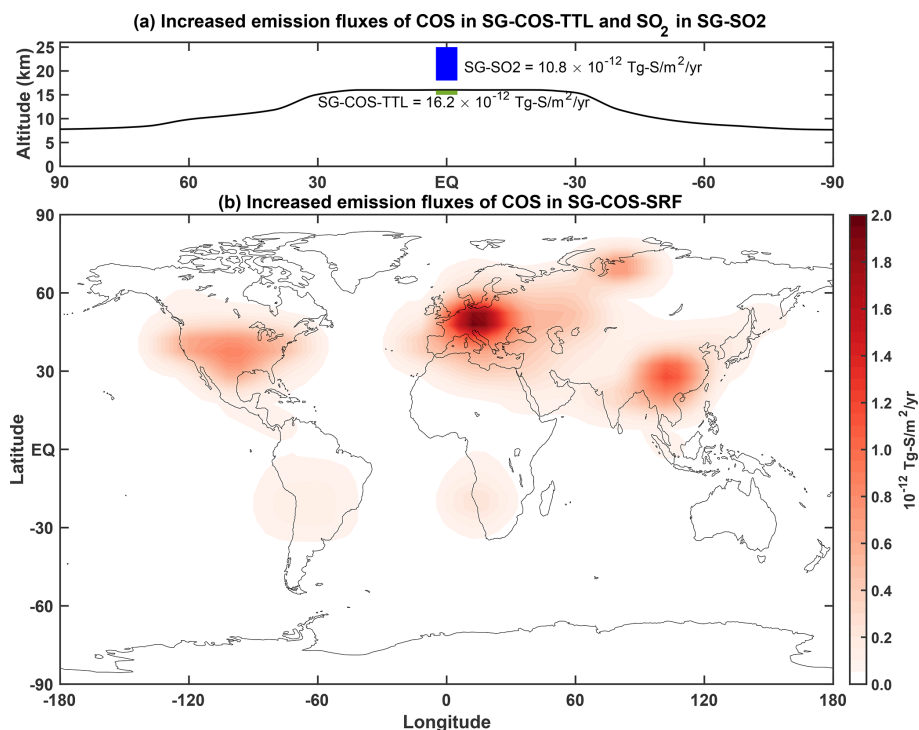 (a) Increased emission fluxes of COS in SG-COS-TTL and SO2 in SG-SO2
Altitude (km)
25
20
15
10
5
0
SG-SO2 = 10.8 × 10-12 Tg-S/m2/yr
SG-COS-TTL = 16.2 × 10-12 Tg-S/m2/yr
90 60 30 EQ -30 -60 -90
(b) Increased emission fluxes of COS in SG-COS-SRF
Latitude
90
60
30
EQ
-30
-60
-90
-180 -120 -60 0 60 120 180
Longitude
2.0
1.8
1.6
1.4
1.2
1.0
0.8
0.6
0.4
0.2
0.0
10-12 Tg-S/m2/yr